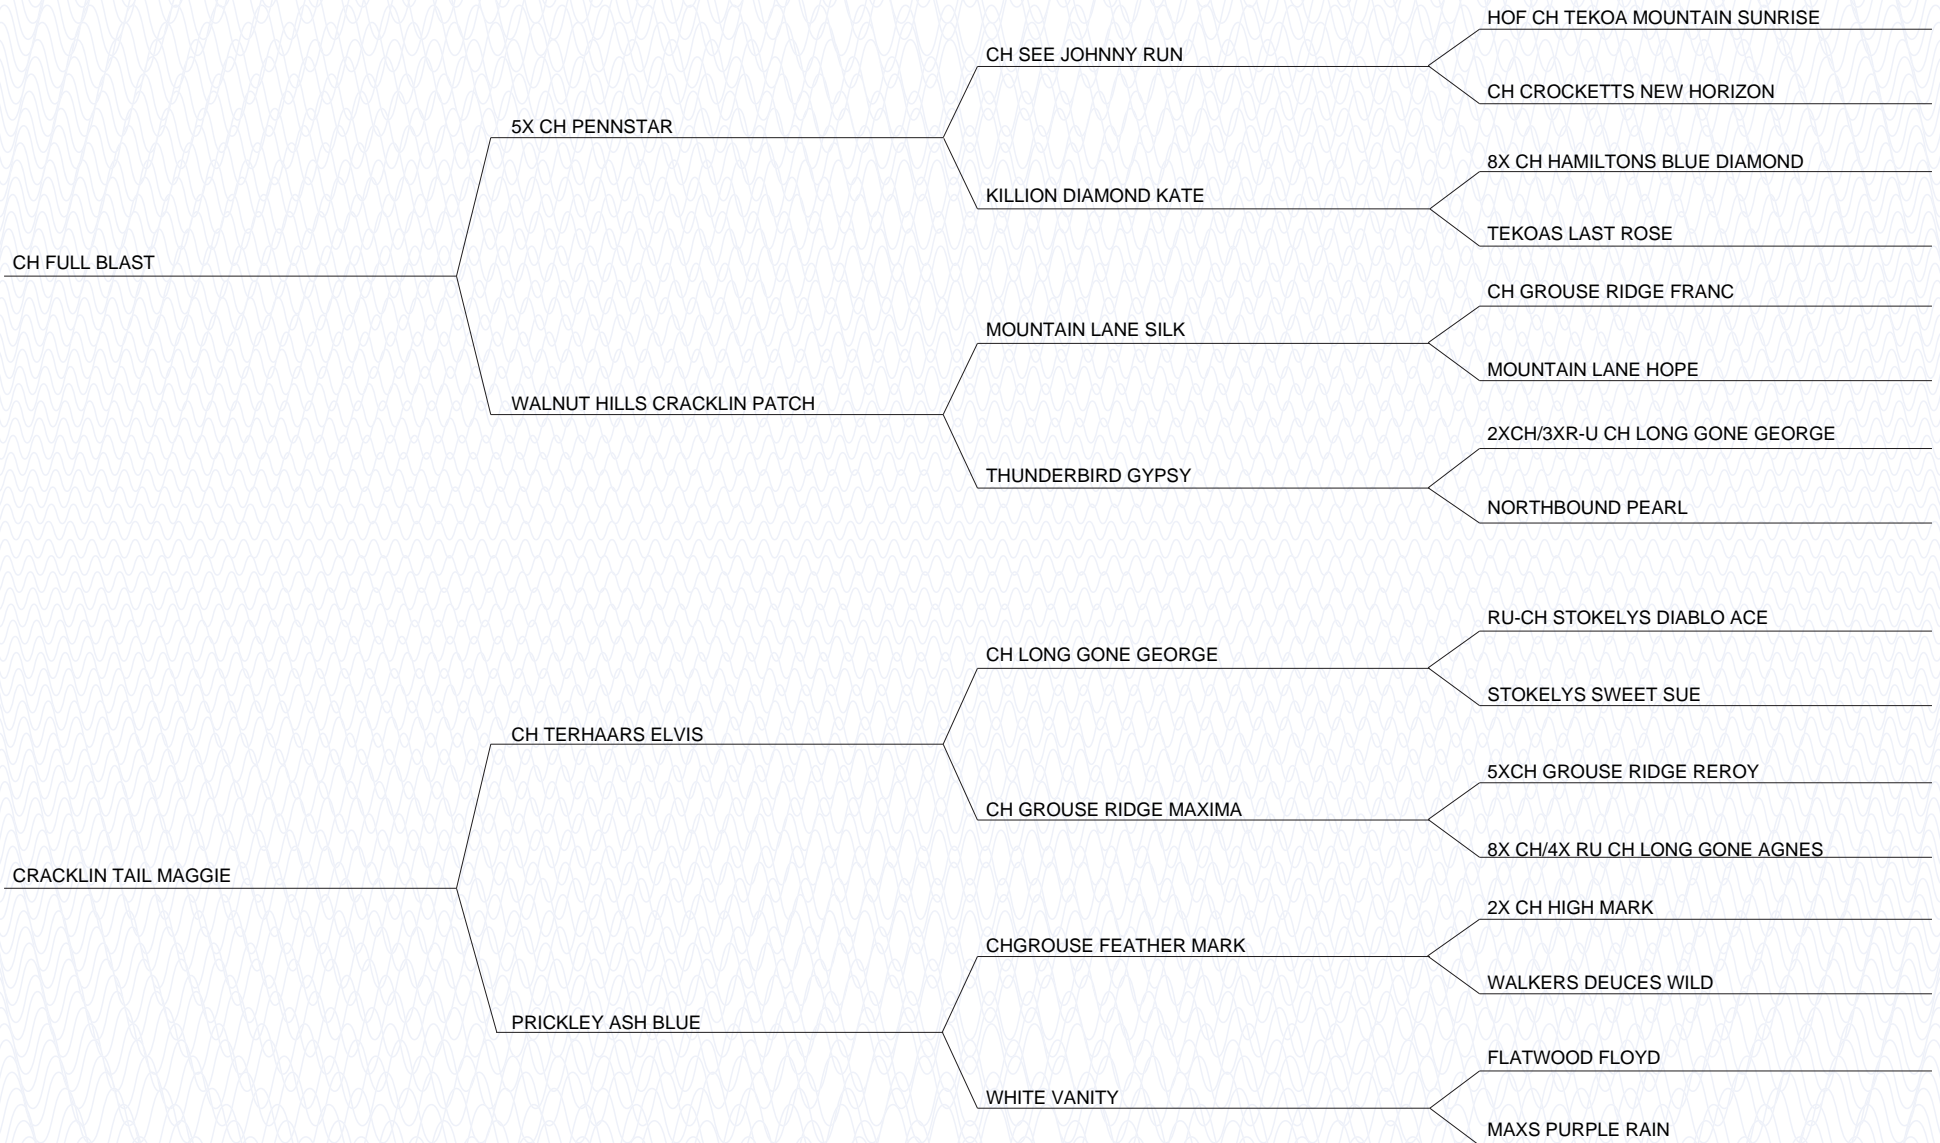 HOF CH TEKOA MOUNTAIN SUNRISE
CH SEE JOHNNY RUN
CH CROCKETTS NEW HORIZON
5X CH PENNSTAR
8X CH HAMILTONS BLUE DIAMOND
KILLION DIAMOND KATE
TEKOAS LAST ROSE
CH FULL BLAST
CH GROUSE RIDGE FRANC
MOUNTAIN LANE SILK
MOUNTAIN LANE HOPE
WALNUT HILLS CRACKLIN PATCH
2XCH/3XR-U CH LONG GONE GEORGE
THUNDERBIRD GYPSY
NORTHBOUND PEARL
RU-CH STOKELYS DIABLO ACE
CH LONG GONE GEORGE
STOKELYS SWEET SUE
CH TERHAARS ELVIS
5XCH GROUSE RIDGE REROY
CH GROUSE RIDGE MAXIMA
8X CH/4X RU CH LONG GONE AGNES
CRACKLIN TAIL MAGGIE
2X CH HIGH MARK
CHGROUSE FEATHER MARK
WALKERS DEUCES WILD
PRICKLEY ASH BLUE
FLATWOOD FLOYD
WHITE VANITY
MAXS PURPLE RAIN